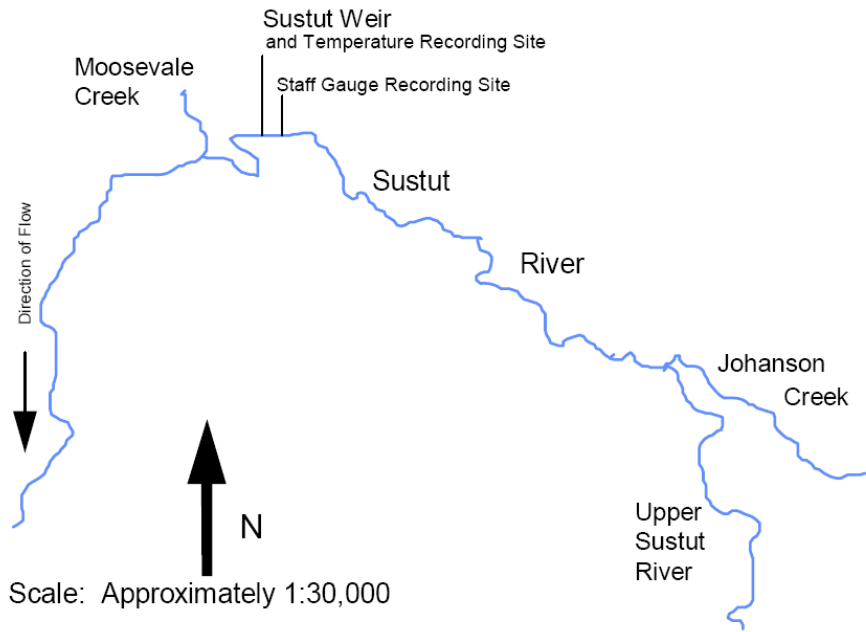 Sustut Weir
and Temperature Recording Site
Staff Gauge Recording Site
Moosevale
Creek
Sustut
River
Direction of Flow
Johanson
Creek
Upper
Sustut
River
N
Scale: Approximately 1:30,000